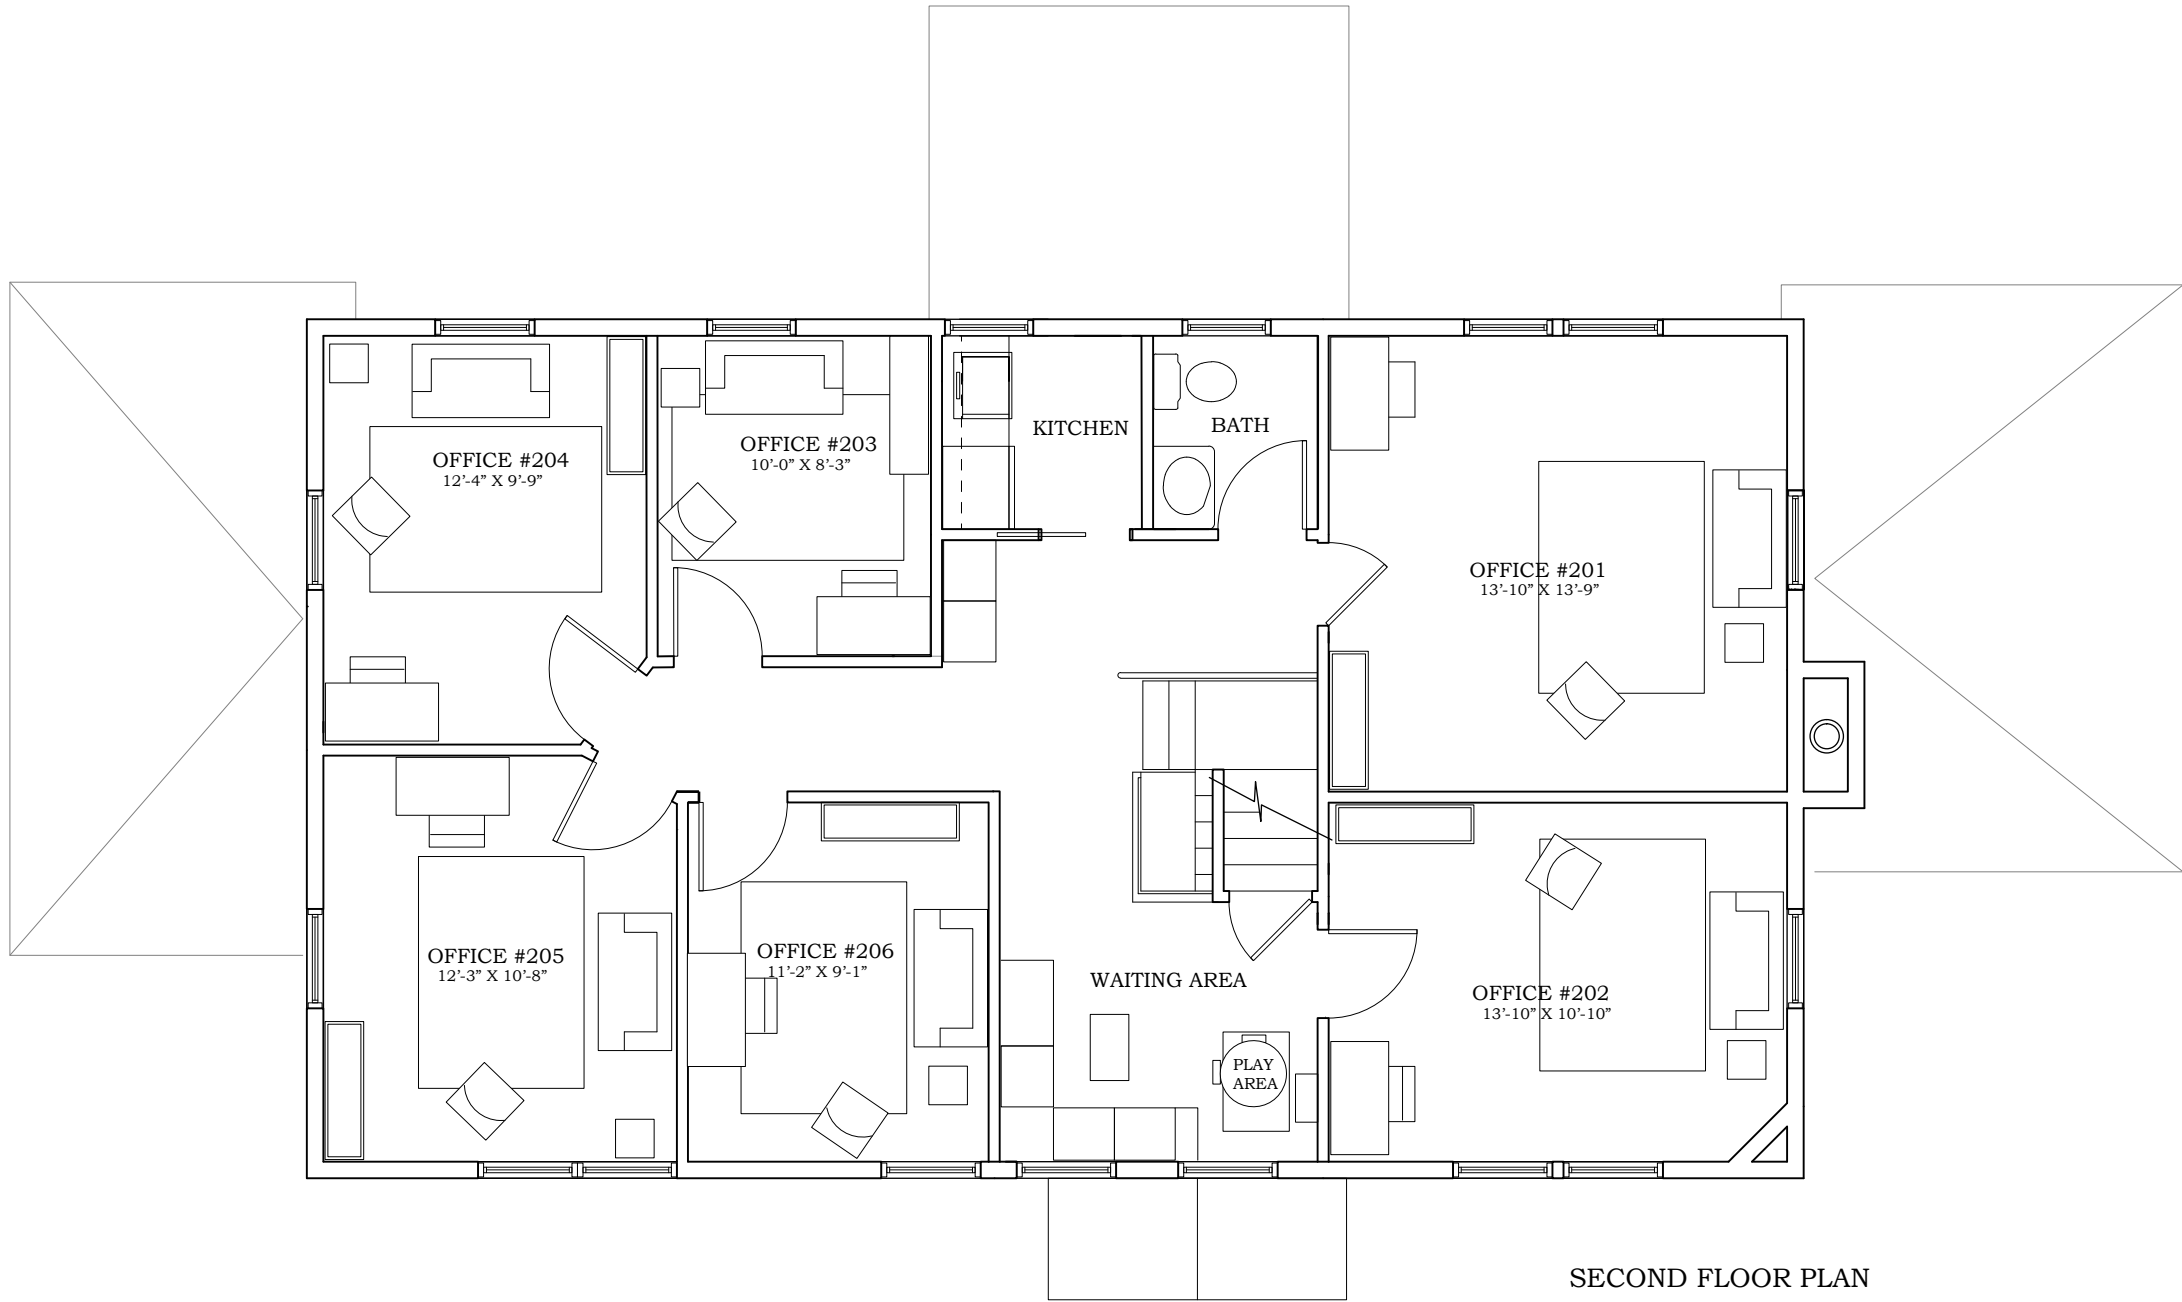 KITCHEN
BATH
OFFICE #203
10'-0” X 8'-3”
OFFICE #204
12'-4” X 9'-9”
OFFICE #201
13'-10” X 13'-9”
OFFICE #205
12'-3” X 10'-8”
OFFICE #206
11'-2” X 9'-1”
WAITING AREA
OFFICE #202
13'-10” X 10'-10”
PLAY
AREA
SECOND FLOOR PLAN